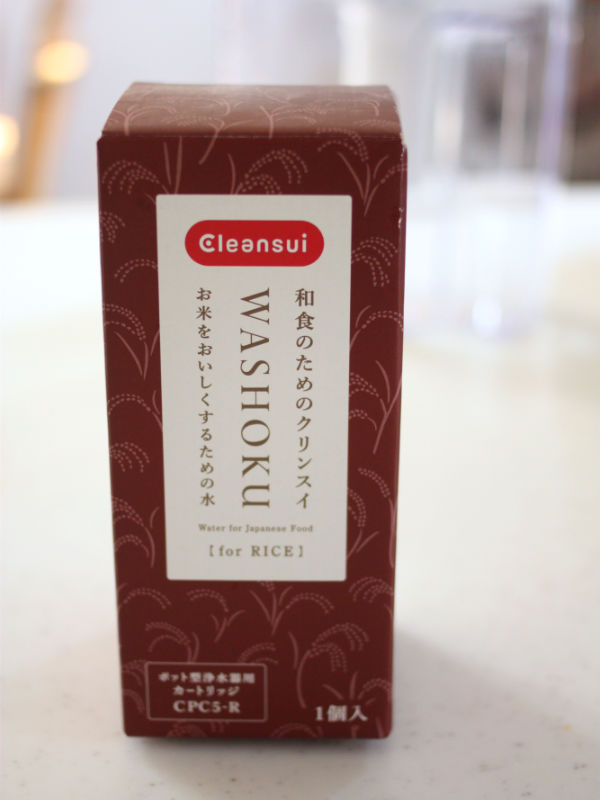 Cleansui
和食のためのクリンスイ
WASHOKU
お米をおいしくするための水
Water for Japanese Food
【for RICE】
ポット型浄水器用
カートリッジ
CPC5-R
1個入